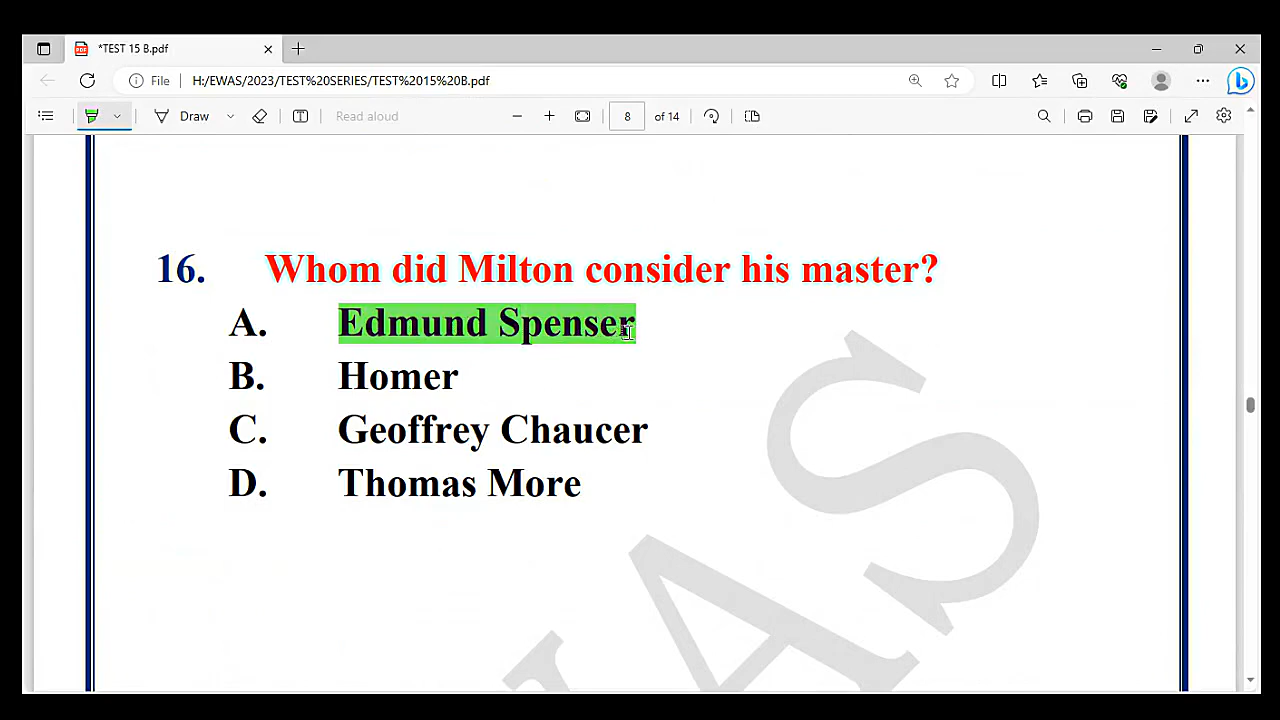 *TEST 15 B.pdf
File H:/EWAS/2023/TEST%20SERIES/TEST%2015%20B.pdf
Draw Read aloud 8 of 14
16. Whom did Milton consider his master?
A. Edmund Spenser
B. Homer
C. Geoffrey Chaucer
D. Thomas More
WAS